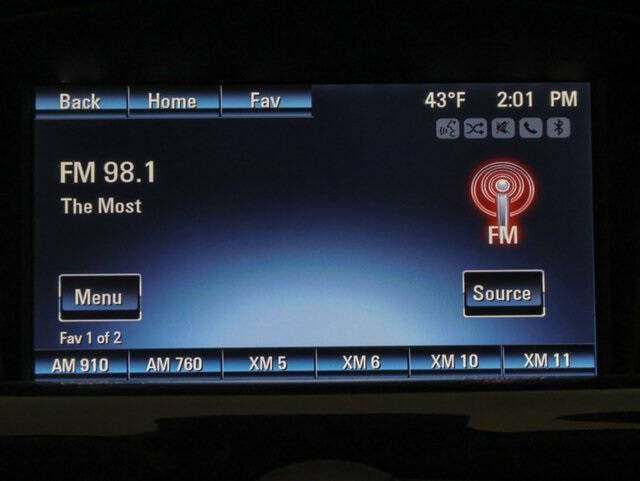 Back Home Fav 43°F 2:01 PM
FM 98.1
The Most
FM
Menu Source
Fav 1 of 2
AM 910 AM 760 XM 5 XM 6 XM 10 XM 11